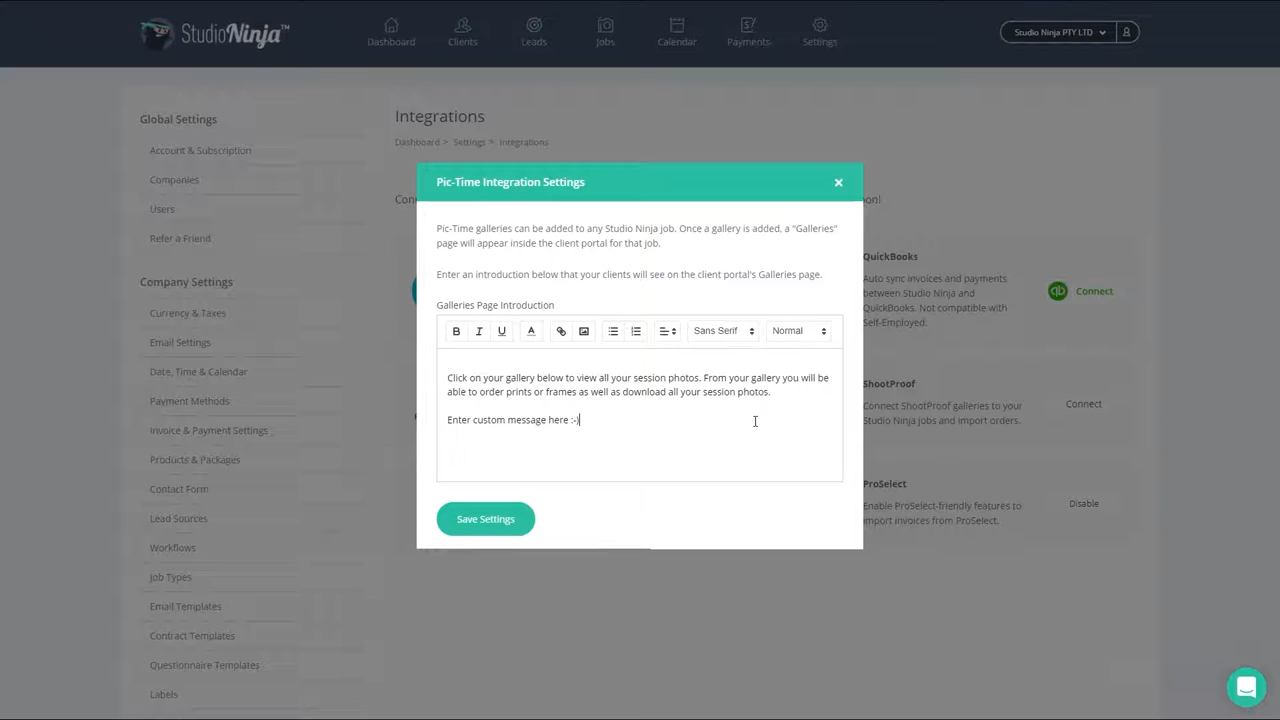 StudioNinja™
Dashboard
Clients
Leads
Jobs
Calendar
Payments
Settings
Studio Ninja PTY LTD
Global Settings
Account & Subscription
Companies
Users
Refer a Friend
Company Settings
Currency & Taxes
Email Settings
Date, Time & Calendar
Payment Methods
Invoice & Payment Settings
Products & Packages
Contact Form
Lead Sources
Workflows
Job Types
Email Templates
Contract Templates
Questionnaire Templates
Labels
Integrations
Dashboard > Settings > Integrations
Pic-Time Integration Settings
Pic-Time galleries can be added to any Studio Ninja job. Once a gallery is added, a "Galleries"
page will appear inside the client portal for that job.
Enter an introduction below that your clients will see on the client portal's Galleries page.
Galleries Page Introduction
B I U A
Sans Serif
Normal
Click on your gallery below to view all your session photos. From your gallery you will be
able to order prints or frames as well as download all your session photos.
Enter custom message here :-)
Save Settings
QuickBooks
Auto sync invoices and payments
between Studio Ninja and
QuickBooks. Not compatible with
Self-Employed.
qb
Connect
ShootProof
Connect ShootProof galleries to your
Studio Ninja jobs and import orders.
Connect
ProSelect
Enable ProSelect-friendly features to
import invoices from ProSelect.
Disable